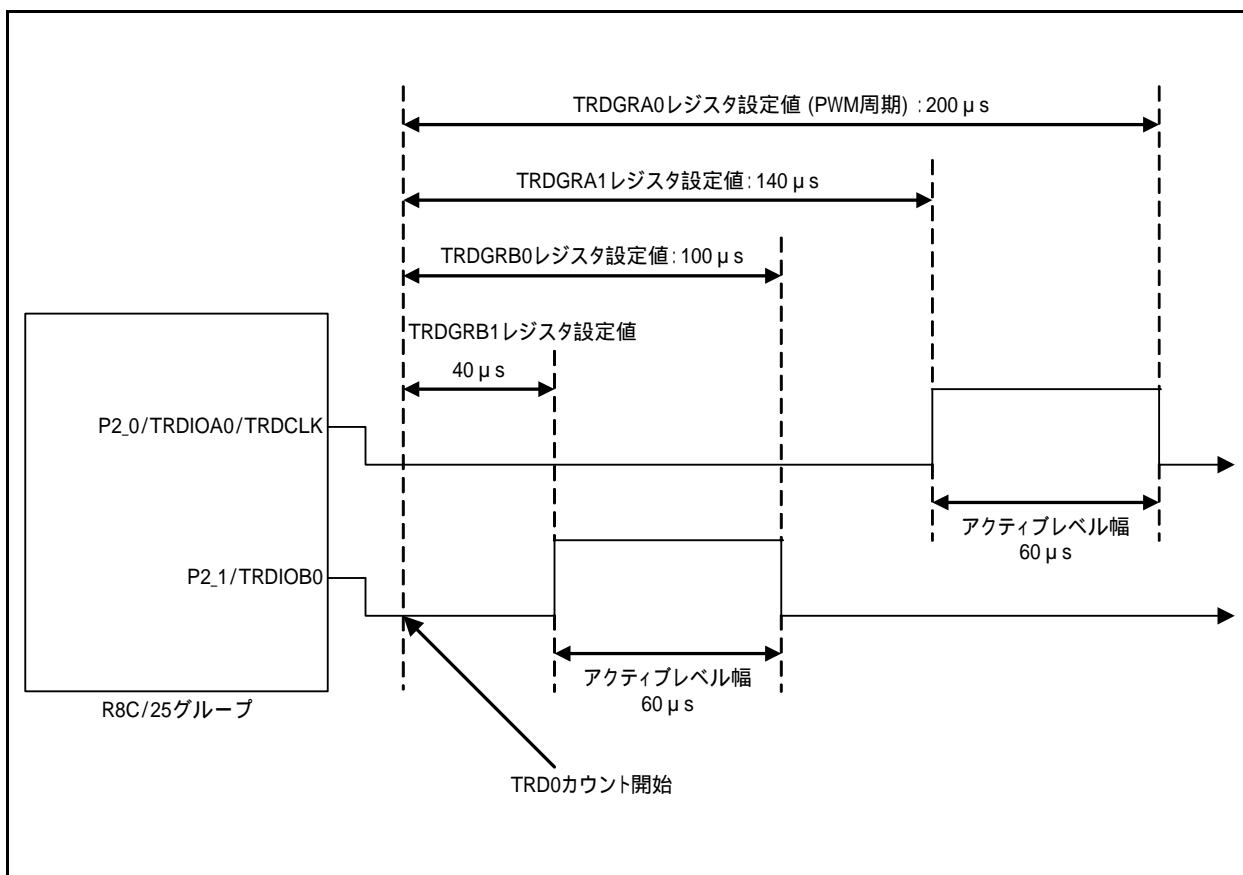 TRDGRA0レジスタ設定値 (PWM周期) : 200 μ s
TRDGRA1レジスタ設定値: 140 μ s
TRDGRB0レジスタ設定値: 100 μ s
TRDGRB1レジスタ設定値
40 μ s
P2_0/TRDIOA0/TRDCLK
アクティブレベル幅
60 μ s
P2_1/TRDIOB0
アクティブレベル幅
60 μ s
R8C/25グループ
TRD0カウント開始